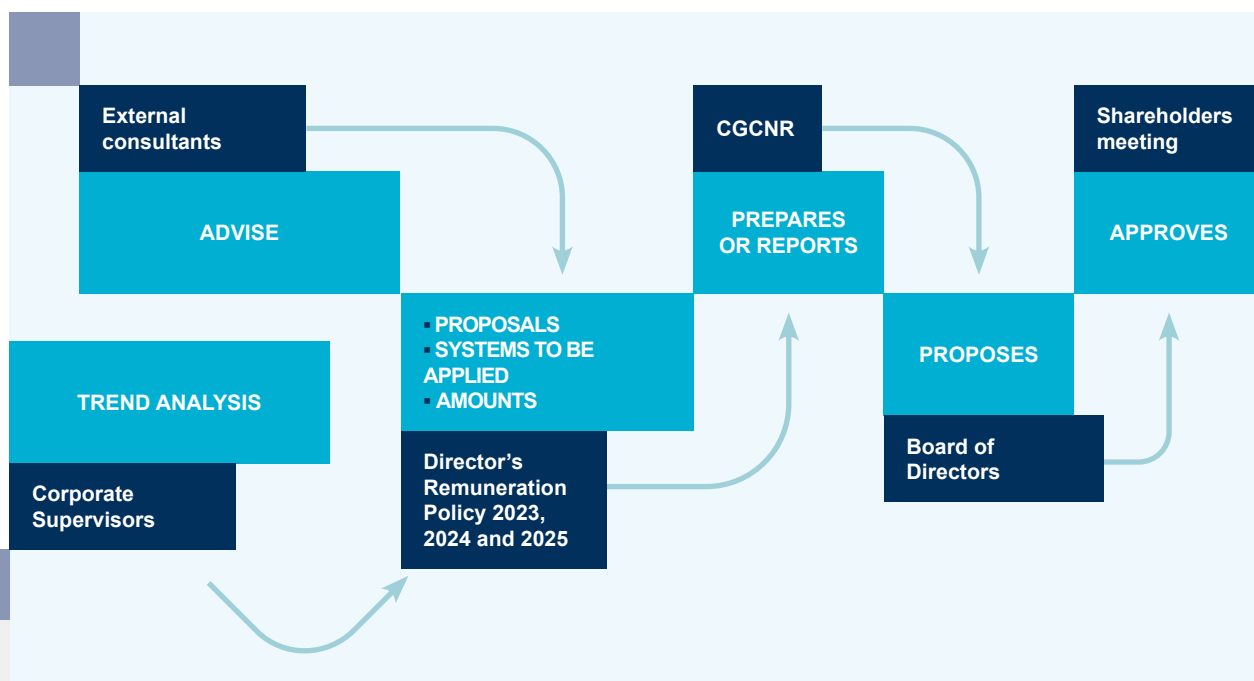 External
consultants
ADVISE
TREND ANALYSIS
Corporate
Supervisors
▪ PROPOSALS
▪ SYSTEMS TO BE
APPLIED
▪ AMOUNTS
Director’s
Remuneration
Policy 2023,
2024 and 2025
CGCNR
PREPARES
OR REPORTS
PROPOSES
Board of
Directors
Shareholders
meeting
APPROVES